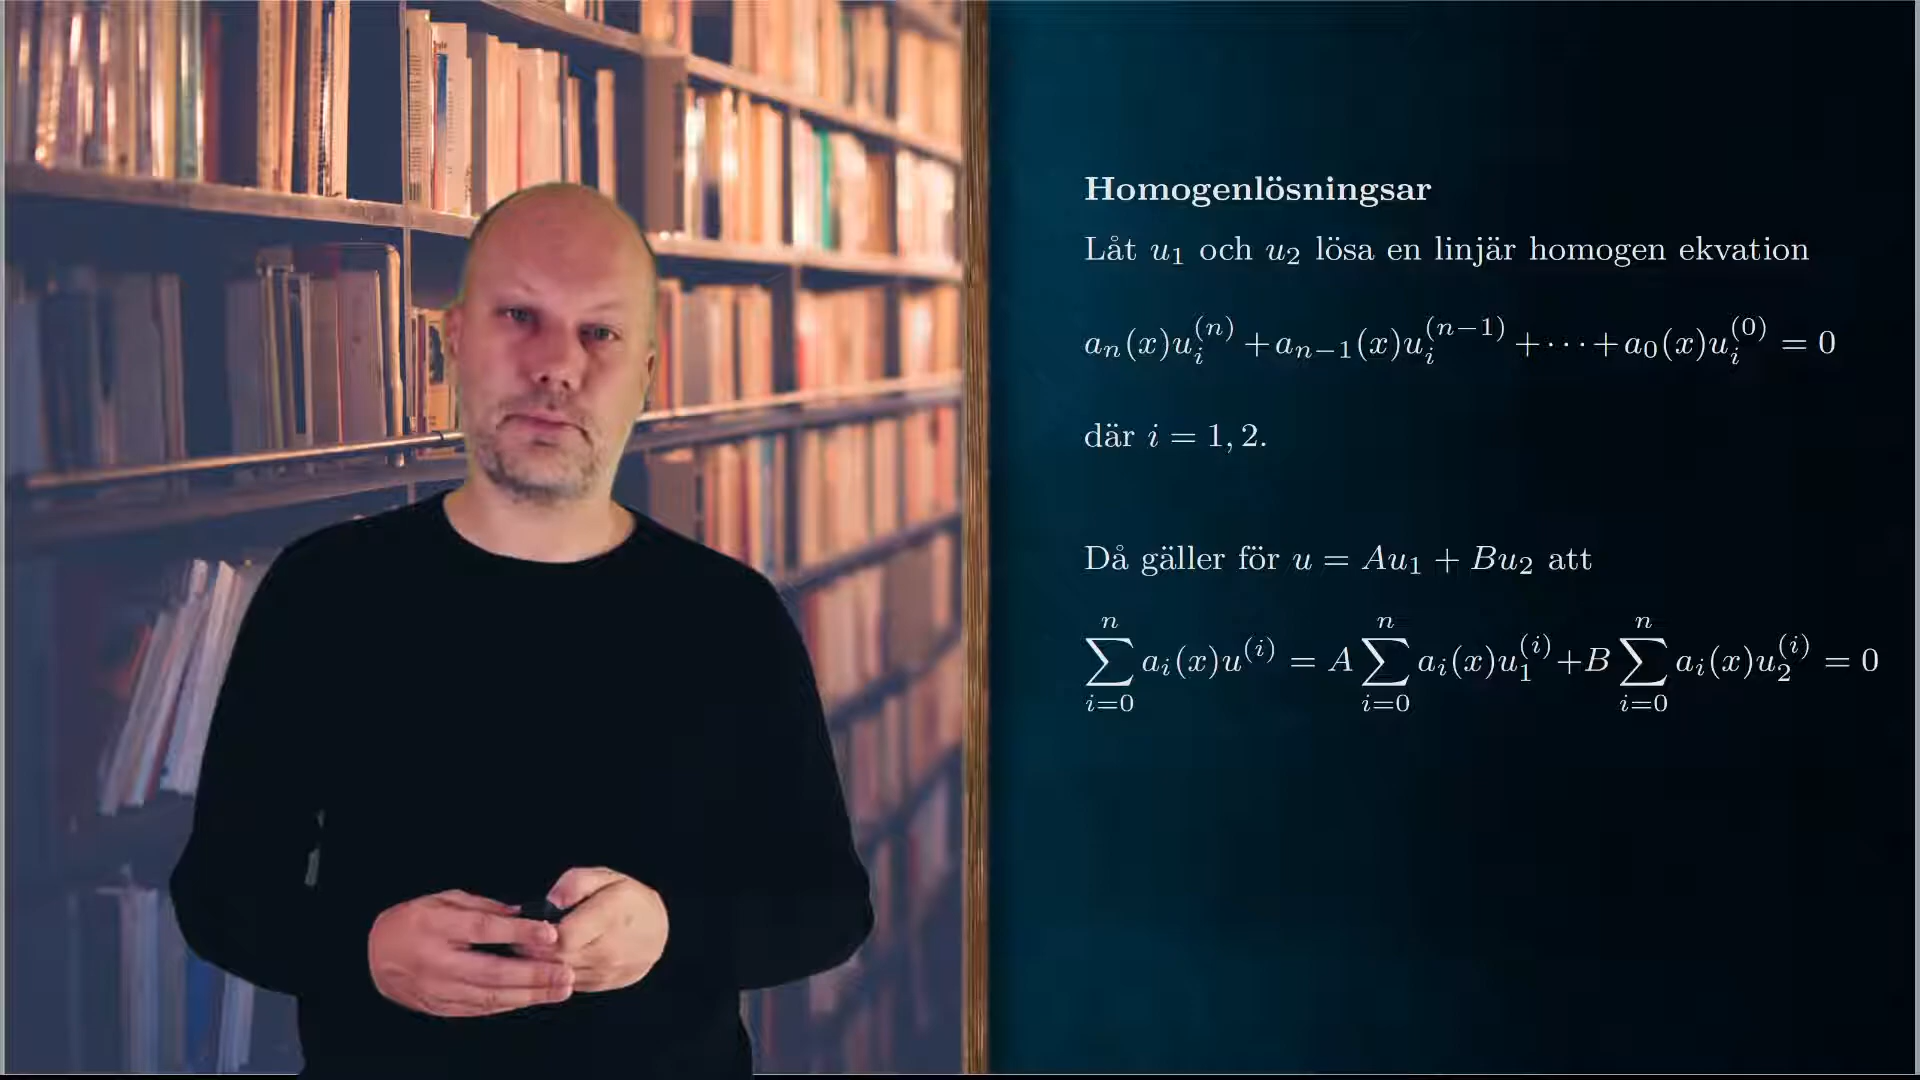 Homogenlösningsar
Låt u₁ och u₂ lösa en linjär homogen ekvation
aₙ(x)uᵢ⁽ⁿ⁾ + aₙ₋₁(x)uᵢ⁽ⁿ⁻¹⁾ + ⋯ + a₀(x)uᵢ⁽⁰⁾ = 0
där i = 1, 2.
Då gäller för u = Au₁ + Bu₂ att
∑ᵢ₌₀ⁿ aᵢ(x)u⁽ⁱ⁾ = A ∑ᵢ₌₀ⁿ aᵢ(x)u₁⁽ⁱ⁾ + B ∑ᵢ₌₀ⁿ aᵢ(x)u₂⁽ⁱ⁾ = 0